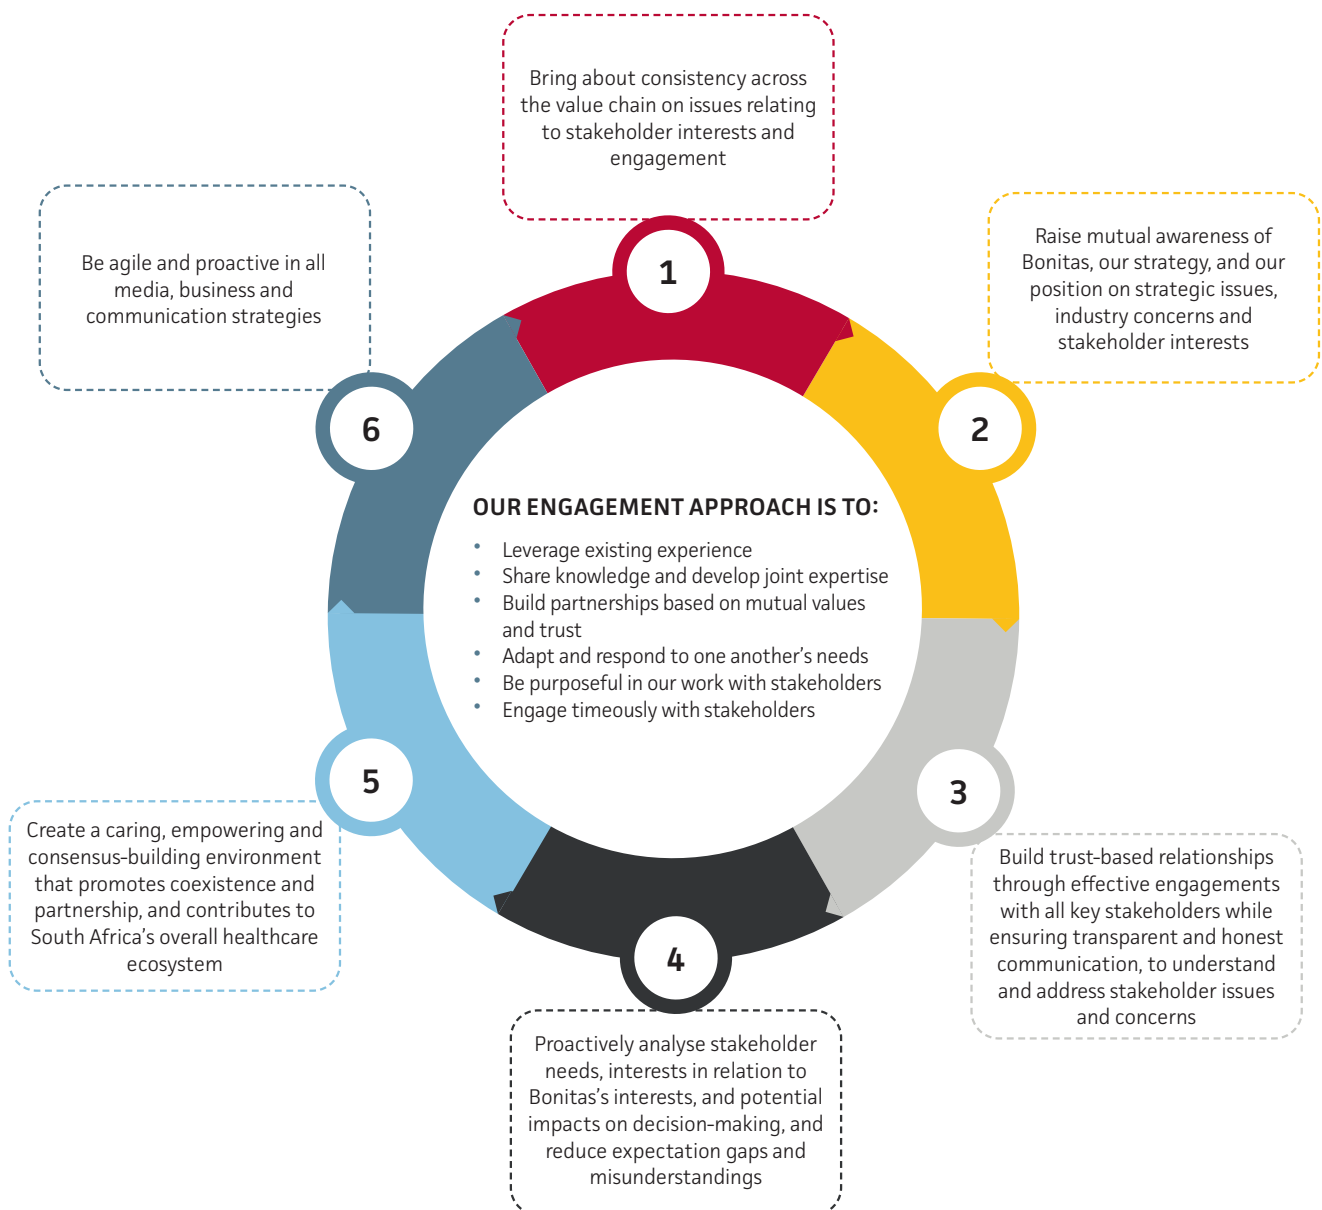 Bring about consistency across
the value chain on issues relating
to stakeholder interests and
engagement
1
Raise mutual awareness of
Bonitas, our strategy, and our
position on strategic issues,
industry concerns and
stakeholder interests
2
Build trust-based relationships
through effective engagements
with all key stakeholders while
ensuring transparent and honest
communication, to understand
and address stakeholder issues
and concerns
3
Proactively analyse stakeholder
needs, interests in relation to
Bonitas's interests, and potential
impacts on decision-making, and
reduce expectation gaps and
misunderstandings
4
Create a caring, empowering and
consensus-building environment
that promotes coexistence and
partnership, and contributes to
South Africa's overall healthcare
ecosystem
5
Be agile and proactive in all
media, business and
communication strategies
6
OUR ENGAGEMENT APPROACH IS TO:
• Leverage existing experience
• Share knowledge and develop joint expertise
• Build partnerships based on mutual values
and trust
• Adapt and respond to one another's needs
• Be purposeful in our work with stakeholders
• Engage timeously with stakeholders